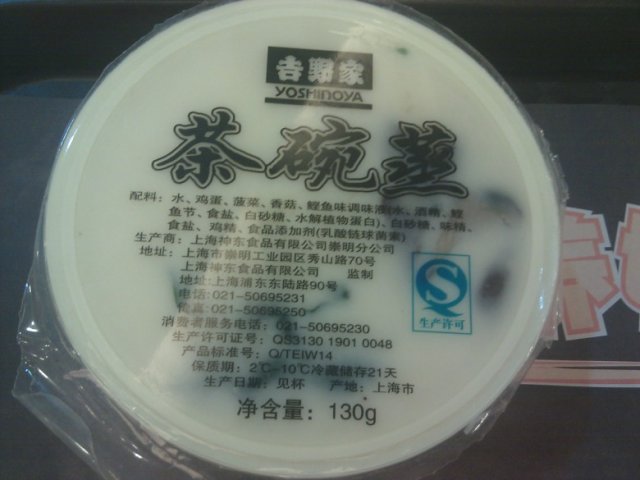 吉野家
YOSHINOYA
茶碗蒸
配料：水、鸡蛋、菠菜、香菇、鲣鱼味调味液(水、酒精、鲣
鱼节、食盐、白砂糖、水解植物蛋白)、白砂糖、味精、
食盐、鸡精、食品添加剂(乳酸链球菌素)
生产商：上海神东食品有限公司崇明分公司
地址：上海市崇明工业园区秀山路70号
上海神东食品有限公司 监制
地址:上海浦东东陆路90号
电话:021-50695231
传真:021-50695250
消费者服务电话：021-50695230
生产许可证号：QS3130 1901 0048
产品标准号：Q/TEIW14
保质期：2℃-10℃冷藏储存21天
生产日期：见杯 产地：上海市
净含量：130g
QS
生产许可